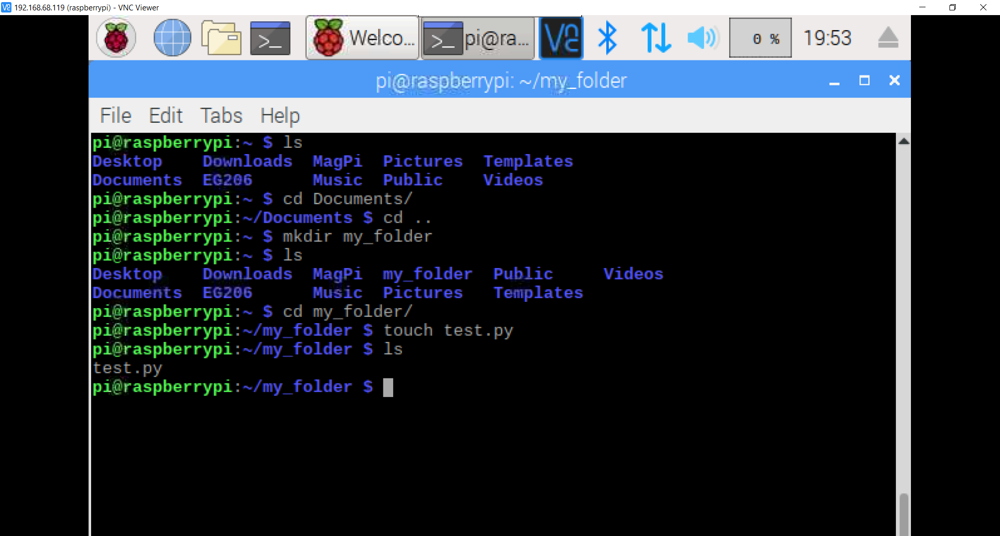 192.168.68.119 (raspberrypi) - VNC Viewer
Welco... pi@ra... 0 % 19:53
pi@raspberrypi: ~/my_folder
File Edit Tabs Help
pi@raspberrypi:~ $ ls
Desktop Downloads MagPi Pictures Templates
Documents EG206 Music Public Videos
pi@raspberrypi:~ $ cd Documents/
pi@raspberrypi:~/Documents $ cd ..
pi@raspberrypi:~ $ mkdir my_folder
pi@raspberrypi:~ $ ls
Desktop Downloads MagPi my_folder Public Videos
Documents EG206 Music Pictures Templates
pi@raspberrypi:~ $ cd my_folder/
pi@raspberrypi:~/my_folder $ touch test.py
pi@raspberrypi:~/my_folder $ ls
test.py
pi@raspberrypi:~/my_folder $